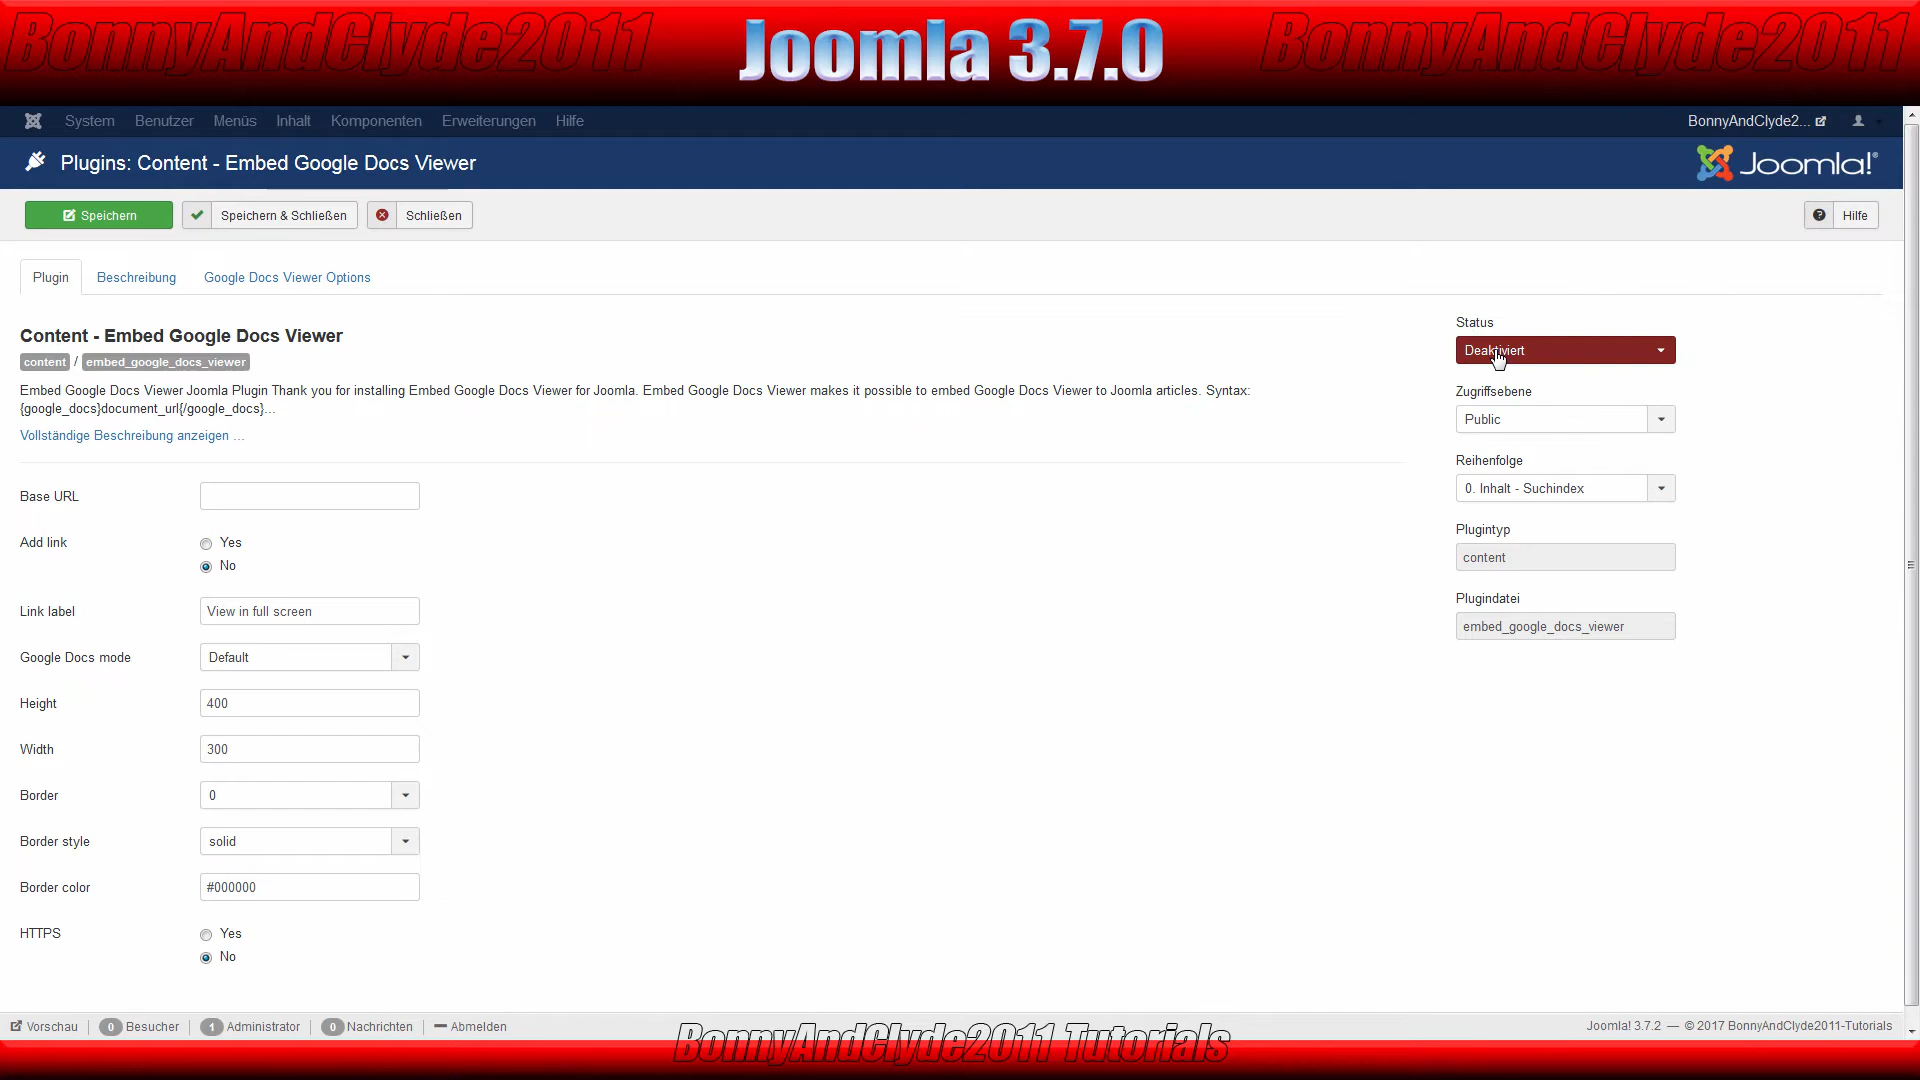 BonnyAndClyde2011
Joomla 3.7.0
BonnyAndClyde2011
System Benutzer Menüs Inhalt Komponenten Erweiterungen Hilfe
BonnyAndClyde2...
Plugins: Content - Embed Google Docs Viewer
Joomla!®
Speichern
Speichern & Schließen
Schließen
Hilfe
Plugin
Beschreibung
Google Docs Viewer Options
Content - Embed Google Docs Viewer
content / embed_google_docs_viewer
Embed Google Docs Viewer Joomla Plugin Thank you for installing Embed Google Docs Viewer for Joomla. Embed Google Docs Viewer makes it possible to embed Google Docs Viewer to Joomla articles. Syntax:
{google_docs}document_url{/google_docs}...
Vollständige Beschreibung anzeigen ...
Base URL
Add link
Yes
No
Link label
View in full screen
Google Docs mode
Default
Height
400
Width
300
Border
0
Border style
solid
Border color
#000000
HTTPS
Yes
No
Status
Deaktiviert
Zugriffsebene
Public
Reihenfolge
0. Inhalt - Suchindex
Plugintyp
content
Plugindatei
embed_google_docs_viewer
Vorschau
0 Besucher
1 Administrator
0 Nachrichten
Abmelden
Joomla! 3.7.2 — © 2017 BonnyAndClyde2011-Tutorials
BonnyAndClyde2011 Tutorials